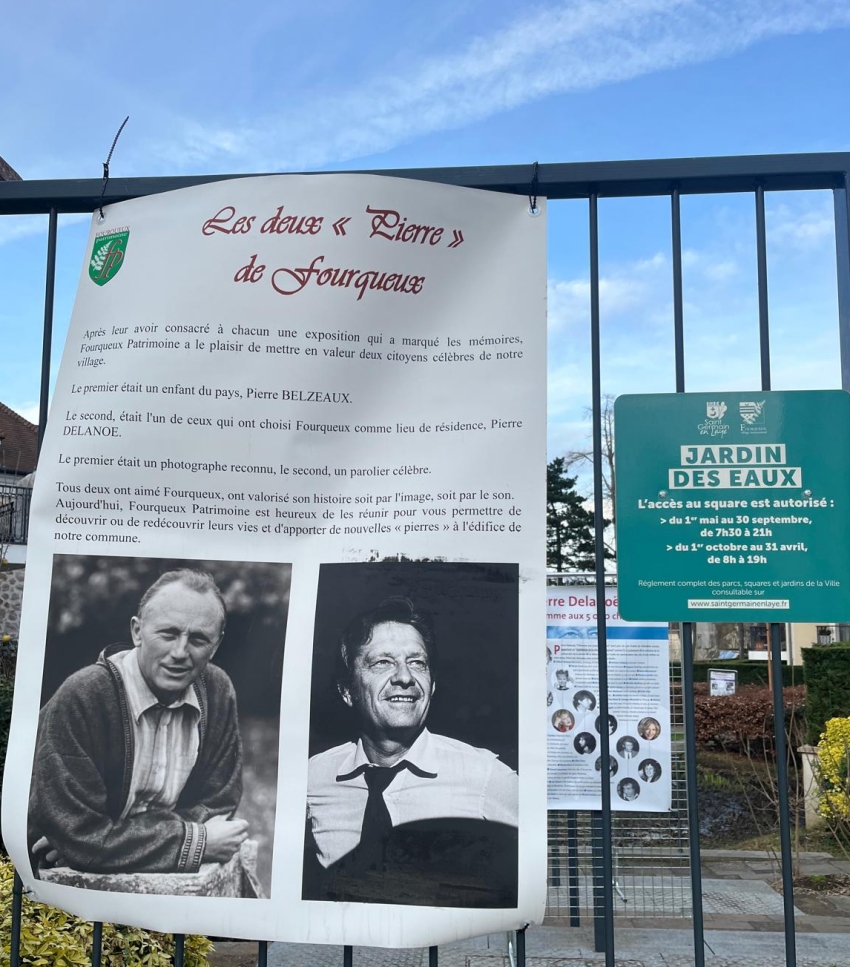 Les deux « Pierre »
de Fourqueux
Après leur avoir consacré à chacun une exposition qui a marqué les mémoires,
Fourqueux Patrimoine a le plaisir de mettre en valeur deux citoyens célèbres de notre
village.
Le premier était un enfant du pays, Pierre BELZEAUX.
Le second, était l'un de ceux qui ont choisi Fourqueux comme lieu de résidence, Pierre
DELANOE.
Le premier était un photographe reconnu, le second, un parolier célèbre.
Tous deux ont aimé Fourqueux, ont valorisé son histoire soit par l'image, soit par le son.
Aujourd'hui, Fourqueux Patrimoine est heureux de les réunir pour vous permettre de
découvrir ou de redécouvrir leurs vies et d'apporter de nouvelles « pierres » à l'édifice de
notre commune.
Saint
Germain
en Laye
FOURQUEUX
JARDIN
DES EAUX
L'accès au square est autorisé :
> du 1er mai au 30 septembre,
de 7h30 à 21h
> du 1er octobre au 31 avril,
de 8h à 19h
Règlement complet des parcs, squares et jardins de la Ville
consultable sur
www.saintgermainenlaye.fr